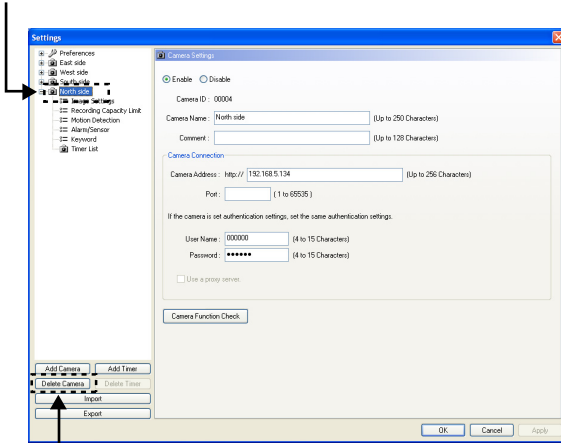 Settings
Preferences
East side
West side
South side
North side
Image Settings
Recording Capacity Limit
Motion Detection
Alarm/Sensor
Keyword
Timer List
Add Camera Add Timer
Delete Camera Delete Timer
Import
Export
Camera Settings
Enable Disable
Camera ID : 00004
Camera Name : North side (Up to 250 Characters)
Comment : (Up to 128 Characters)
Camera Connection
Camera Address : http:// 192.168.5.134 (Up to 256 Characters)
Port : ( 1 to 65535 )
If the camera is set authentication settings, set the same authentication settings.
User Name : 000000 (4 to 15 Characters)
Password : •••••• (4 to 15 Characters)
Use a proxy server.
Camera Function Check
OK Cancel Apply